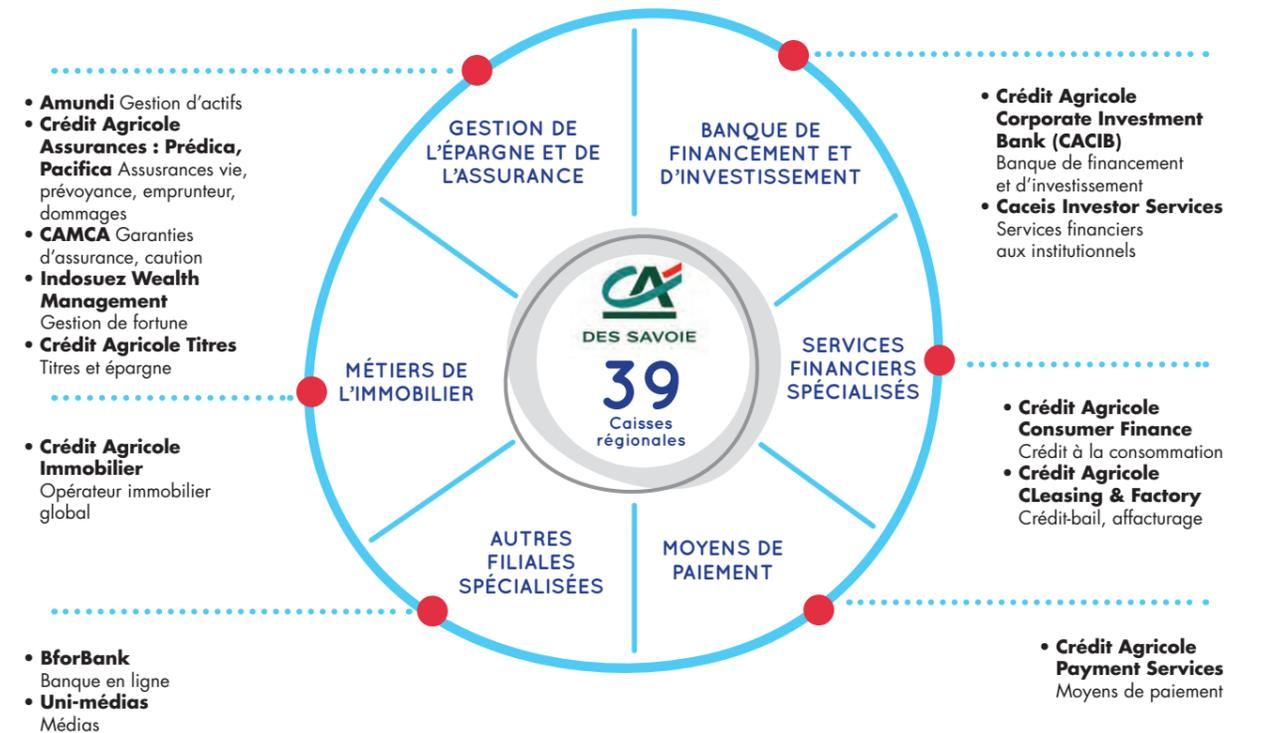 • Amundi Gestion d'actifs
• Crédit Agricole
Assurances : Prédica,
Pacifica Assusrances vie,
prévoyance, emprunteur,
dommages
• CAMCA Garanties
d'assurance, caution
• Indosuez Wealth
Management
Gestion de fortune
• Crédit Agricole Titres
Titres et épargne
• Crédit Agricole
Immobilier
Opérateur immobilier
global
• BforBank
Banque en ligne
• Uni-médias
Médias
GESTION DE
L'ÉPARGNE ET DE
L'ASSURANCE
BANQUE DE
FINANCEMENT ET
D'INVESTISSEMENT
MÉTIERS DE
L'IMMOBILIER
CA
DES SAVOIE
39
Caisses
régionales
SERVICES
FINANCIERS
SPÉCIALISÉS
AUTRES
FILIALES
SPÉCIALISÉES
MOYENS DE
PAIEMENT
• Crédit Agricole
Corporate Investment
Bank (CACIB)
Banque de financement
et d'investissement
• Caceis Investor Services
Services financiers
aux institutionnels
• Crédit Agricole
Consumer Finance
Crédit à la consommation
• Crédit Agricole
CLeasing & Factory
Crédit-bail, affacturage
• Crédit Agricole
Payment Services
Moyens de paiement